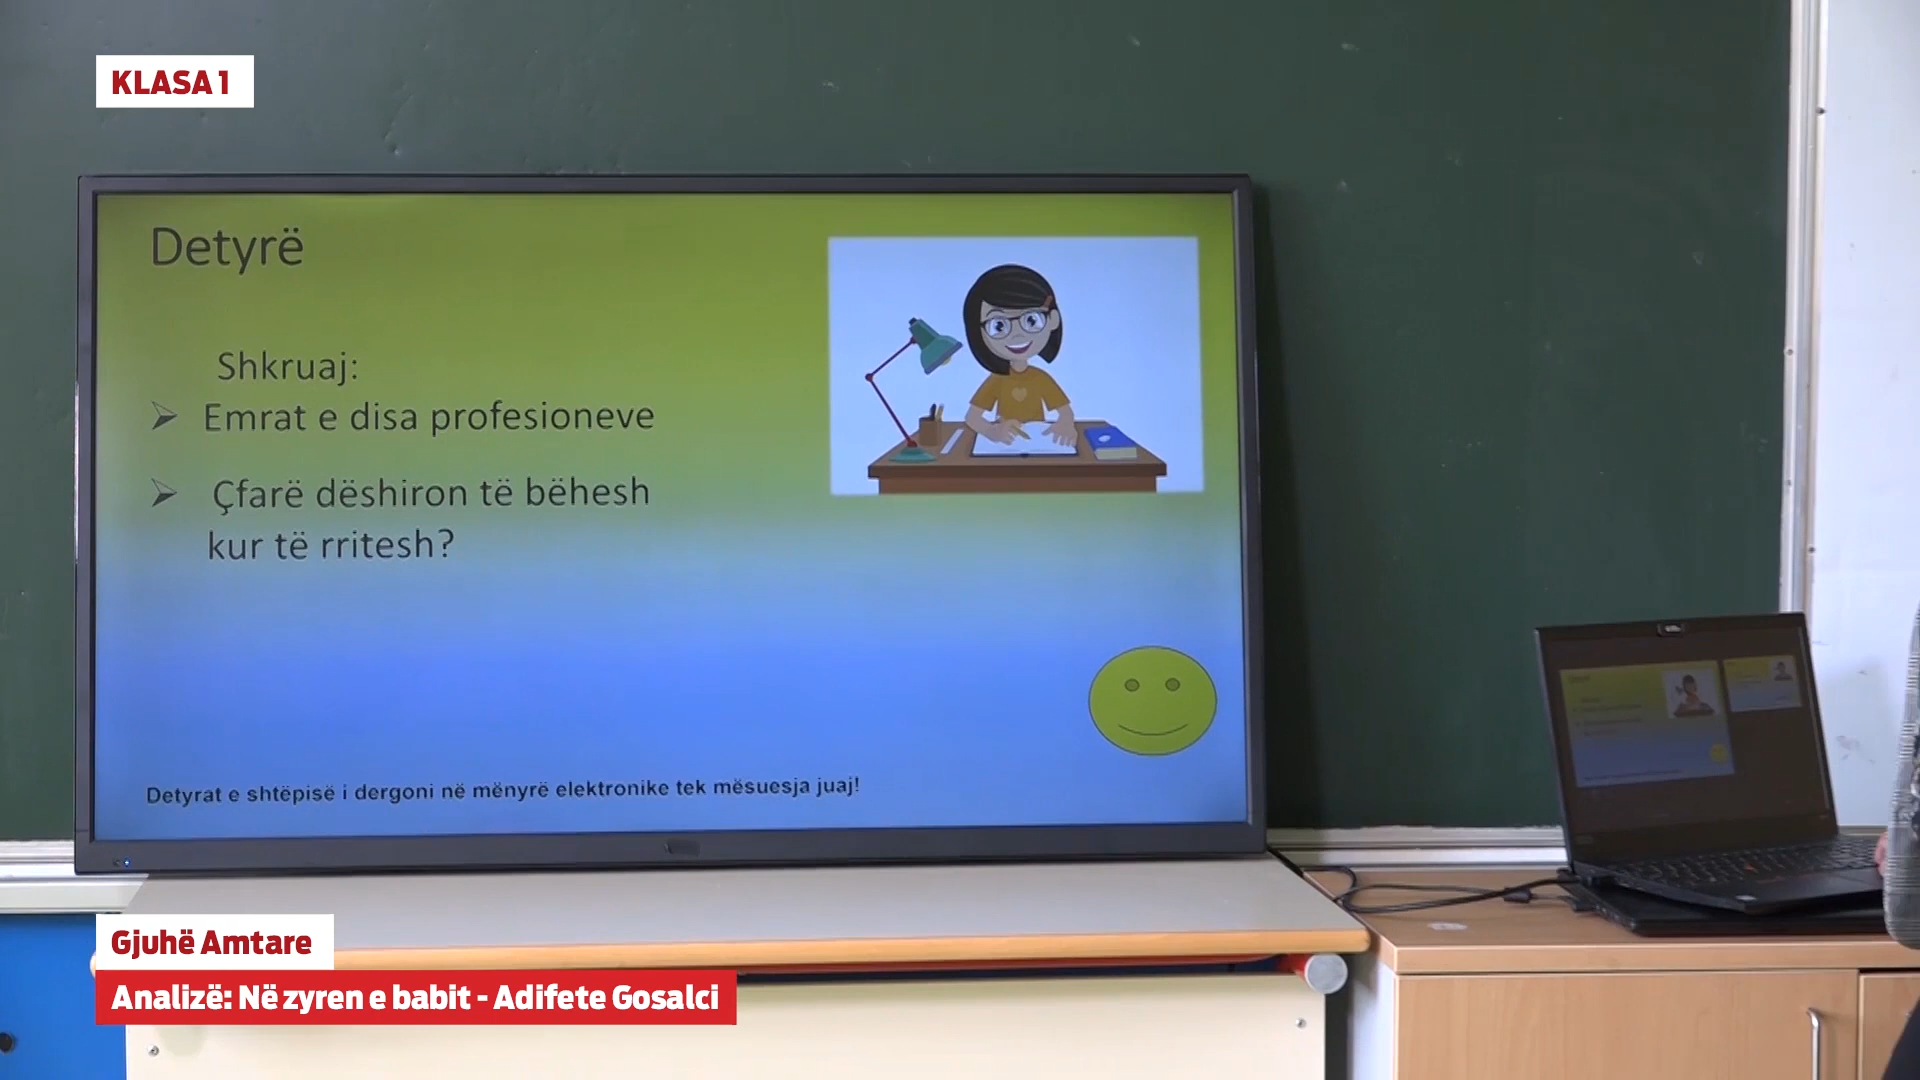 KLASA 1
Detyrë
Shkruaj:
Emrat e disa profesioneve
Çfarë dëshiron të bëhesh
kur të rritesh?
Detyrat e shtëpisë i dergoni në mënyrë elektronike tek mësuesja juaj!
Gjuhë Amtare
Analizë: Në zyren e babit - Adifete Gosalci